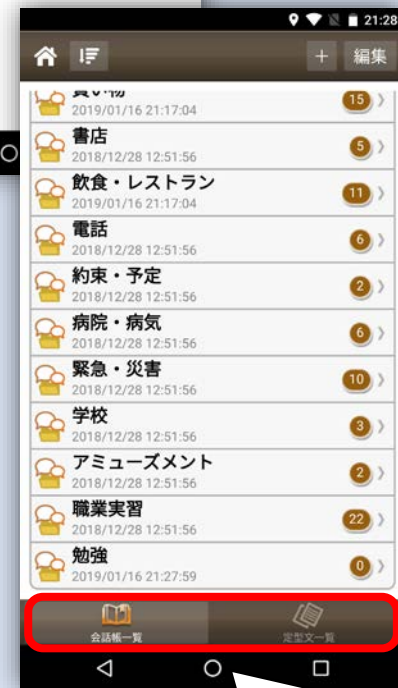 21:28
編集
買い物
15
2019/01/16 21:17:04
書店
5
2018/12/28 12:51:56
飲食・レストラン
11
2019/01/16 21:17:04
電話
6
2018/12/28 12:51:56
約束・予定
2
2018/12/28 12:51:56
病院・病気
6
2018/12/28 12:51:56
緊急・災害
10
2018/12/28 12:51:56
学校
3
2018/12/28 12:51:56
アミューズメント
2
2018/12/28 12:51:56
職業実習
22
2018/12/28 12:51:56
勉強
0
2019/01/16 21:27:59
会話帳一覧
定型文一覧